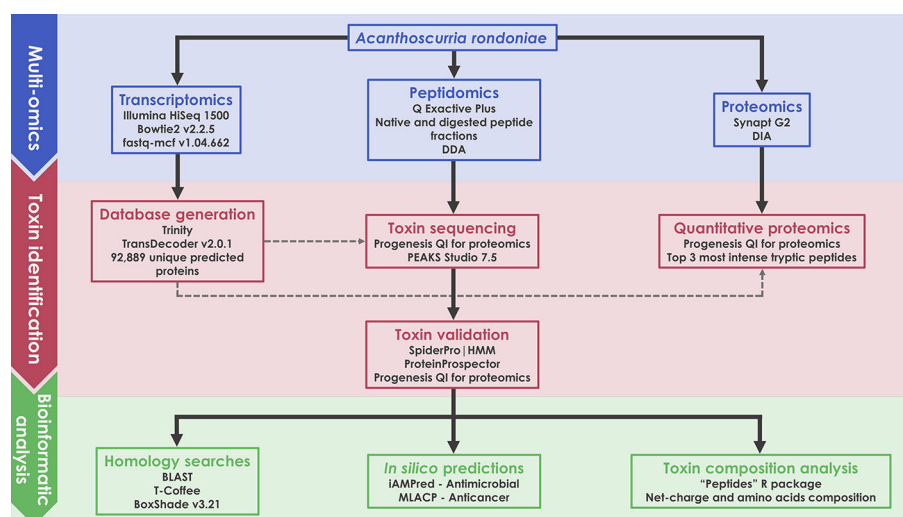 Multi-omics
Acanthoscurria rondoniae
Transcriptomics
Illumina HiSeq 1500
Bowtie2 v2.2.5
fastq-mcf v1.04.662
Peptidomics
Q Exactive Plus
Native and digested peptide
fractions
DDA
Proteomics
Synapt G2
DIA
Toxin identification
Database generation
Trinity
TransDecoder v2.0.1
92,889 unique predicted
proteins
Toxin sequencing
Progenesis QI for proteomics
PEAKS Studio 7.5
Quantitative proteomics
Progenesis QI for proteomics
Top 3 most intense tryptic peptides
Toxin validation
SpiderPro|HMM
ProteinProspector
Progenesis QI for proteomics
Bioinformatic
analysis
Homology searches
BLAST
T-Coffee
BoxShade v3.21
In silico predictions
iAMPred - Antimicrobial
MLACP - Anticancer
Toxin composition analysis
“Peptides” R package
Net-charge and amino acids composition